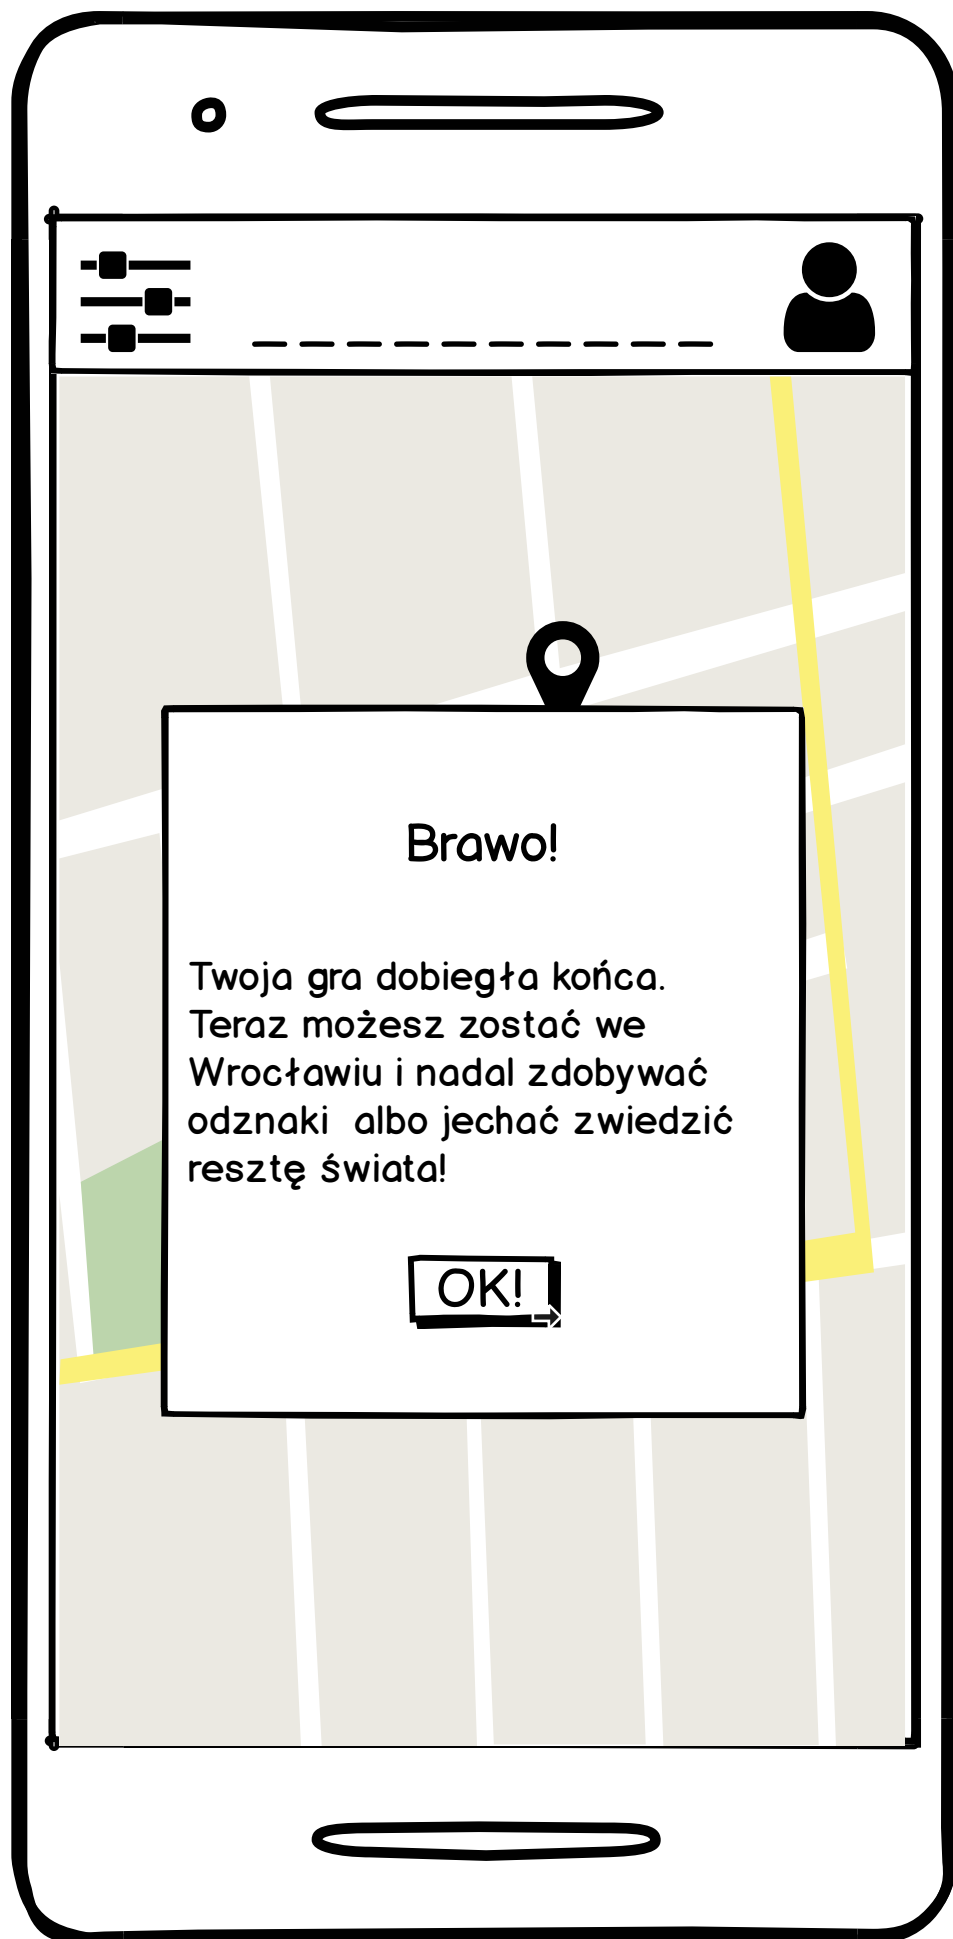 Brawo!
Twoja gra dobiegła końca.
Teraz możesz zostać we
Wrocławiu i nadal zdobywać
odznaki  albo jechać zwiedzić
resztę świata!
OK!